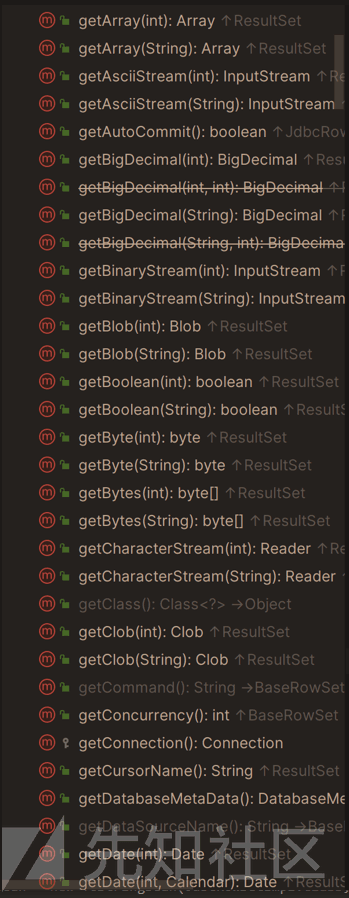 getArray(int): Array ↑ResultSet
getArray(String): Array ↑ResultSet
getAsciiStream(int): InputStream ↑Re
getAsciiStream(String): InputStream
getAutoCommit(): boolean ↑JdbcRow
getBigDecimal(int): BigDecimal ↑Resu
getBigDecimal(int, int): BigDecimal ↑F
getBigDecimal(String): BigDecimal ↑R
getBigDecimal(String, int): BigDecima
getBinaryStream(int): InputStream ↑F
getBinaryStream(String): InputStream
getBlob(int): Blob ↑ResultSet
getBlob(String): Blob ↑ResultSet
getBoolean(int): boolean ↑ResultSet
getBoolean(String): boolean ↑ResultS
getByte(int): byte ↑ResultSet
getByte(String): byte ↑ResultSet
getBytes(int): byte[] ↑ResultSet
getBytes(String): byte[] ↑ResultSet
getCharacterStream(int): Reader ↑Re
getCharacterStream(String): Reader
getClass(): Class<?> →Object
getClob(int): Clob ↑ResultSet
getClob(String): Clob ↑ResultSet
getCommand(): String →BaseRowSet
getConcurrency(): int ↑BaseRowSet
getConnection(): Connection
getCursorName(): String ↑ResultSet
getDatabaseMetaData(): DatabaseMe
getDataSourceName(): String →Base
getDate(int): Date ↑ResultSet
getDate(int, Calendar): Date ↑ResultS
先知社区